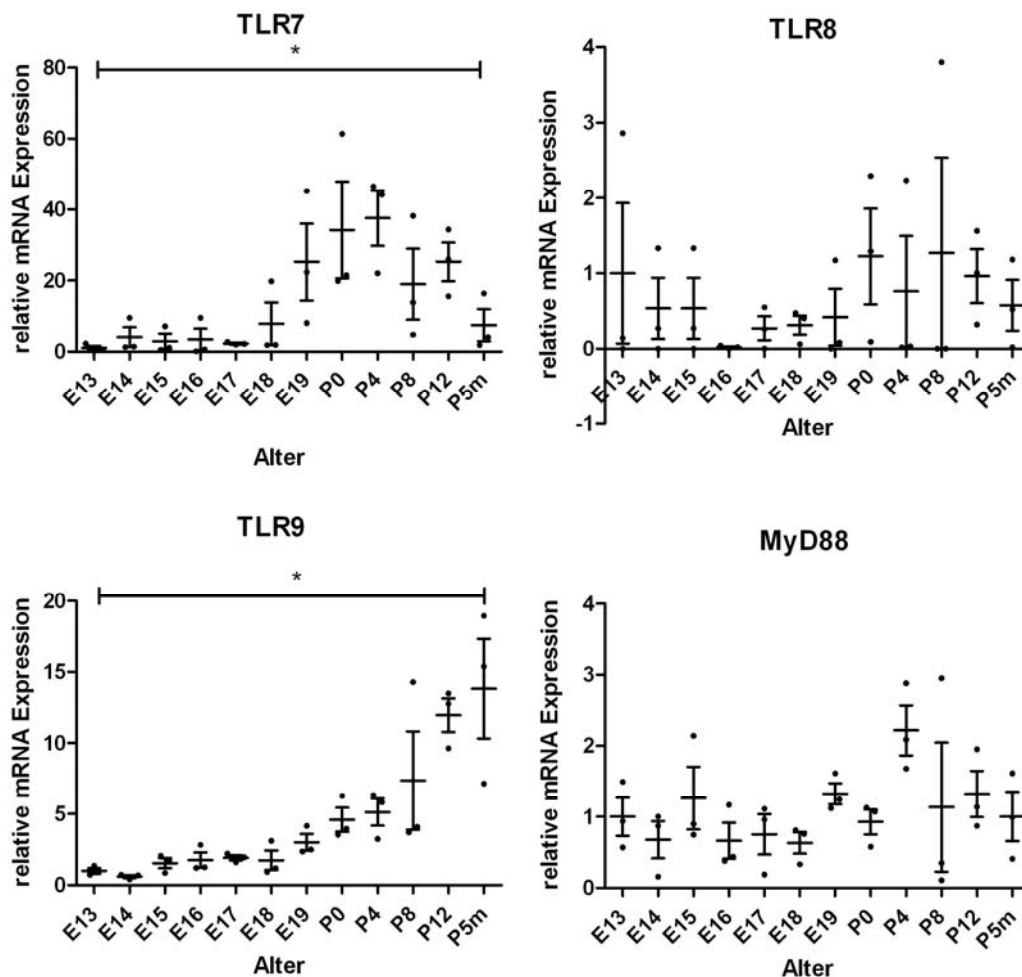 TLR7
*
relative mRNA Expression
80
60
40
20
0
E13 E14 E15 E16 E17 E18 E19 P0 P4 P8 P12 P5m
Alter
TLR8
relative mRNA Expression
4
3
2
1
0
-1
E13 E14 E15 E16 E17 E18 E19 P0 P4 P8 P12 P5m
Alter
TLR9
*
relative mRNA Expression
20
15
10
5
0
E13 E14 E15 E16 E17 E18 E19 P0 P4 P8 P12 P5m
Alter
MyD88
relative mRNA Expression
4
3
2
1
0
E13 E14 E15 E16 E17 E18 E19 P0 P4 P8 P12 P5m
Alter